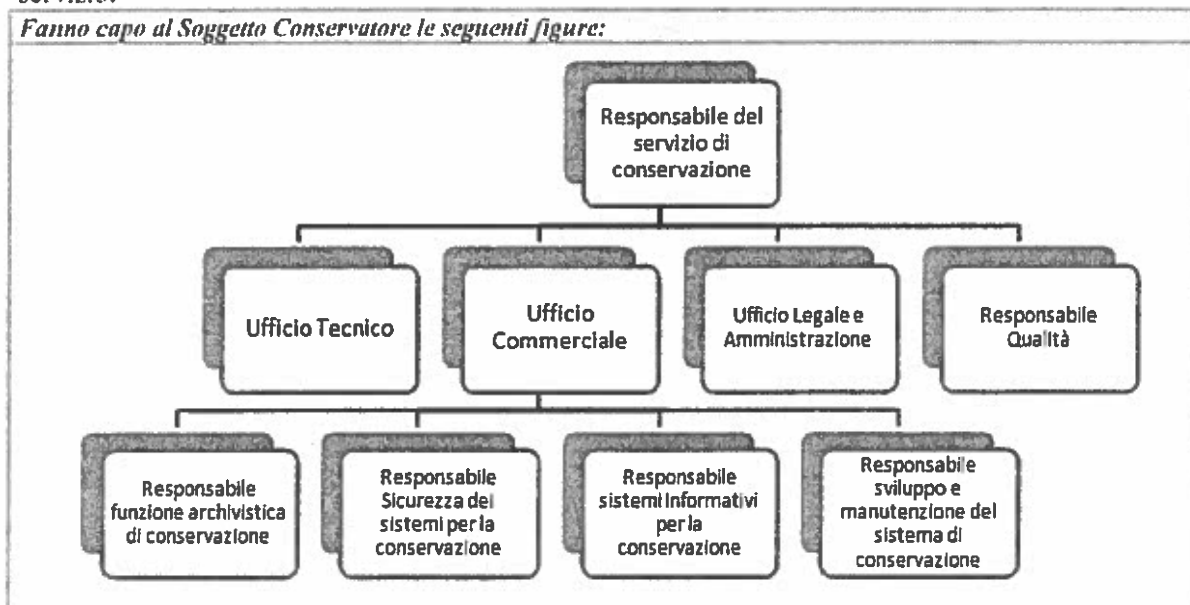 Fanno capo al Soggetto Conservatore le seguenti figure:
Responsabile del
servizio di
conservazione
Ufficio Tecnico
Ufficio
Commerciale
Ufficio Legale e
Amministrazione
Responsabile
Qualità
Responsabile
funzione archivistica
di conservazione
Responsabile
Sicurezza dei
sistemi per la
conservazione
Responsabile
sistemi Informativi
per la
conservazione
Responsabile
sviluppo e
manutenzione del
sistema di
conservazione